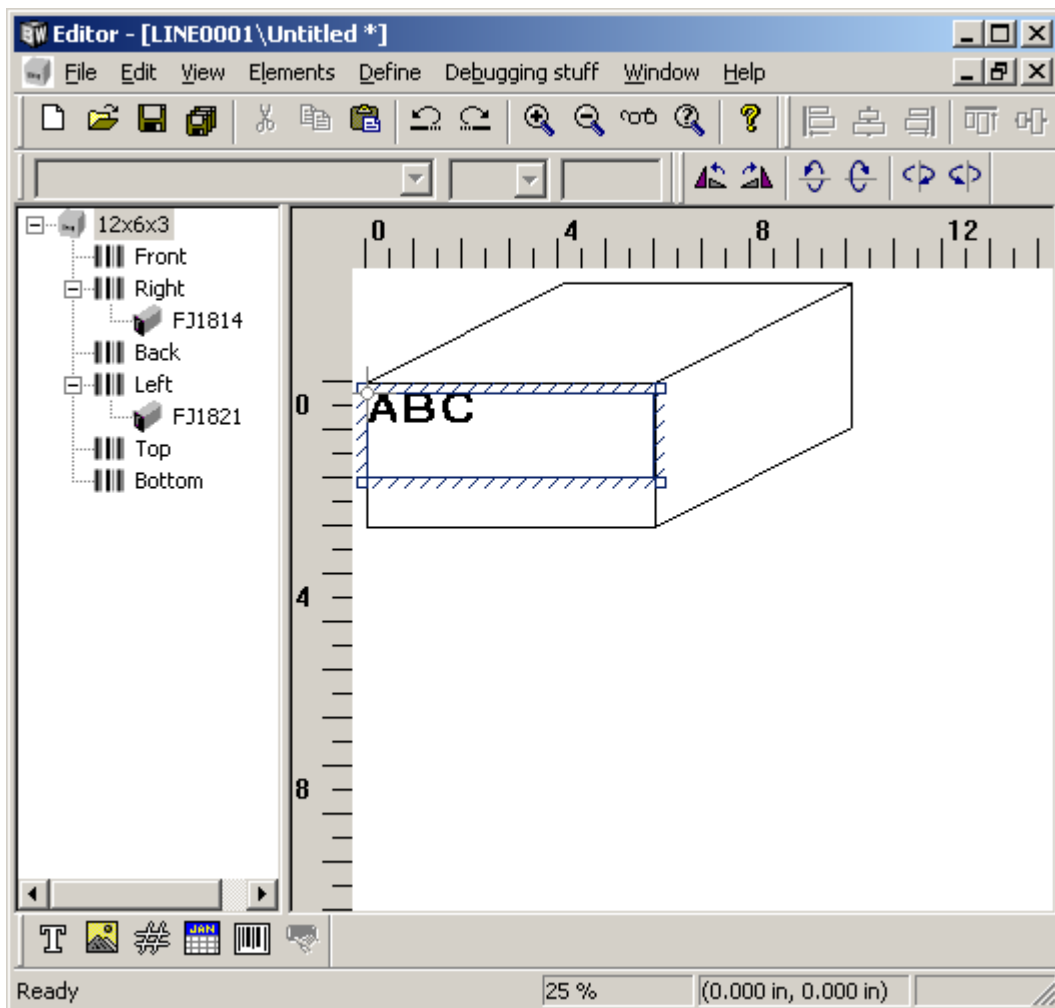 Editor - [LINE0001\Untitled *]
File Edit View Elements Define Debugging stuff Window Help
12x6x3
Front
Right
FJ1814
Back
Left
FJ1821
Top
Bottom
0 4 8 12
0
4
8
ABC
JAN
Ready 25 % (0.000 in, 0.000 in)